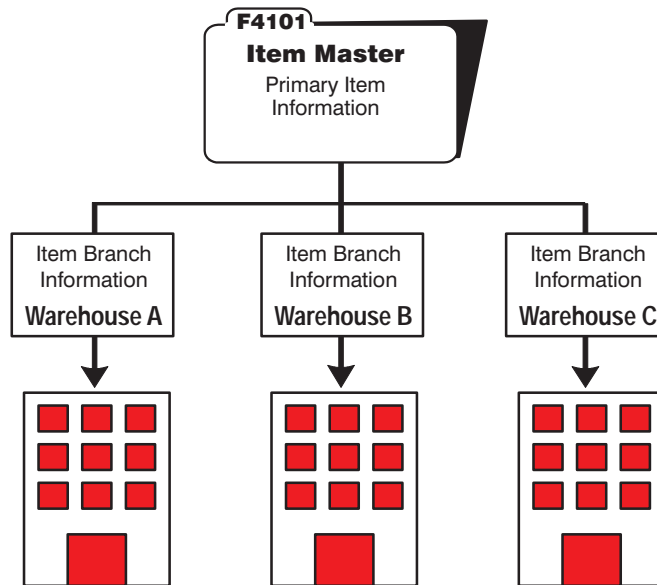 F4101
Item Master
Primary Item
Information
Item Branch
Information
Warehouse A
Item Branch
Information
Warehouse B
Item Branch
Information
Warehouse C